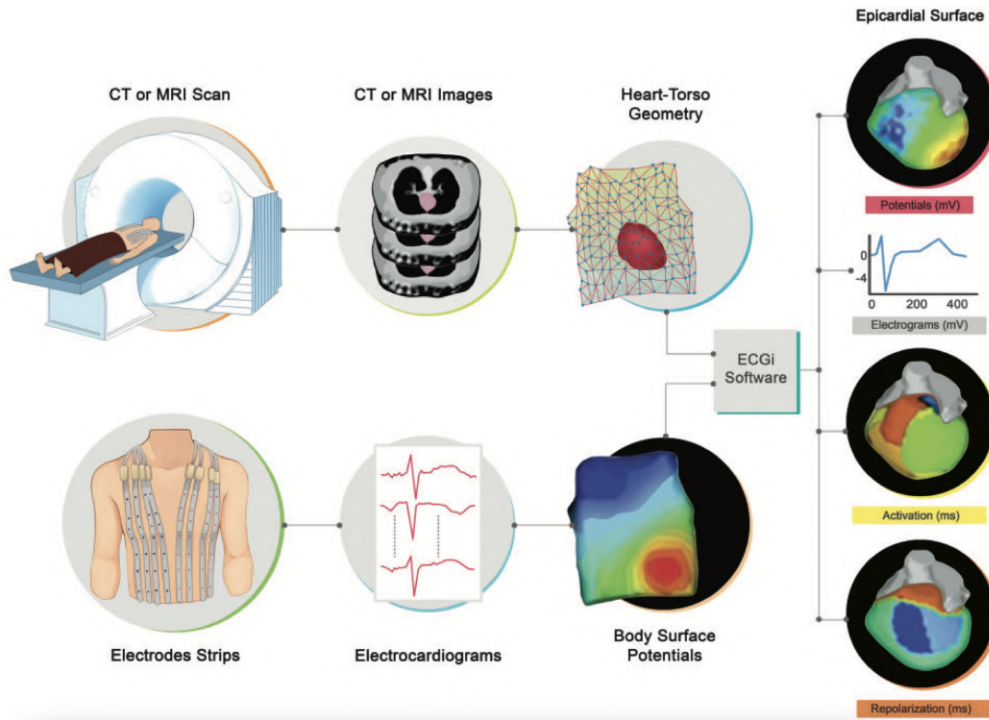 Epicardial Surface
CT or MRI Scan
CT or MRI Images
Heart-Torso
Geometry
Potentials (mV)
0
-4
0 200 400
Electrograms (mV)
ECGi
Software
Activation (ms)
Electrodes Strips
Electrocardiograms
Body Surface
Potentials
Repolarization (ms)